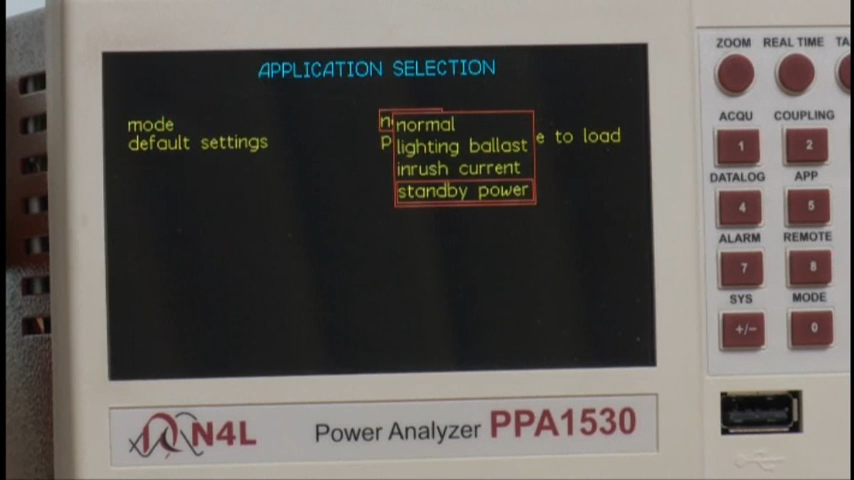 APPLICATION SELECTION
mode
default settings
normal
lighting ballast
inrush current
standby power
e to load
ZOOM REAL TIME TA
ACQU COUPLING
1 2
DATALOG APP
4 5
ALARM REMOTE
7 8
SYS MODE
+/- 0
N4L Power Analyzer PPA1530